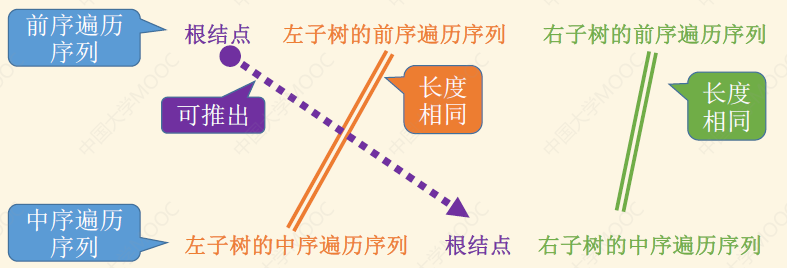 前序遍历
序列
根结点 左子树的前序遍历序列 右子树的前序遍历序列
可推出
长度
相同
长度
相同
中序遍历
序列
左子树的中序遍历序列 根结点 右子树的中序遍历序列
中国大学MOOC